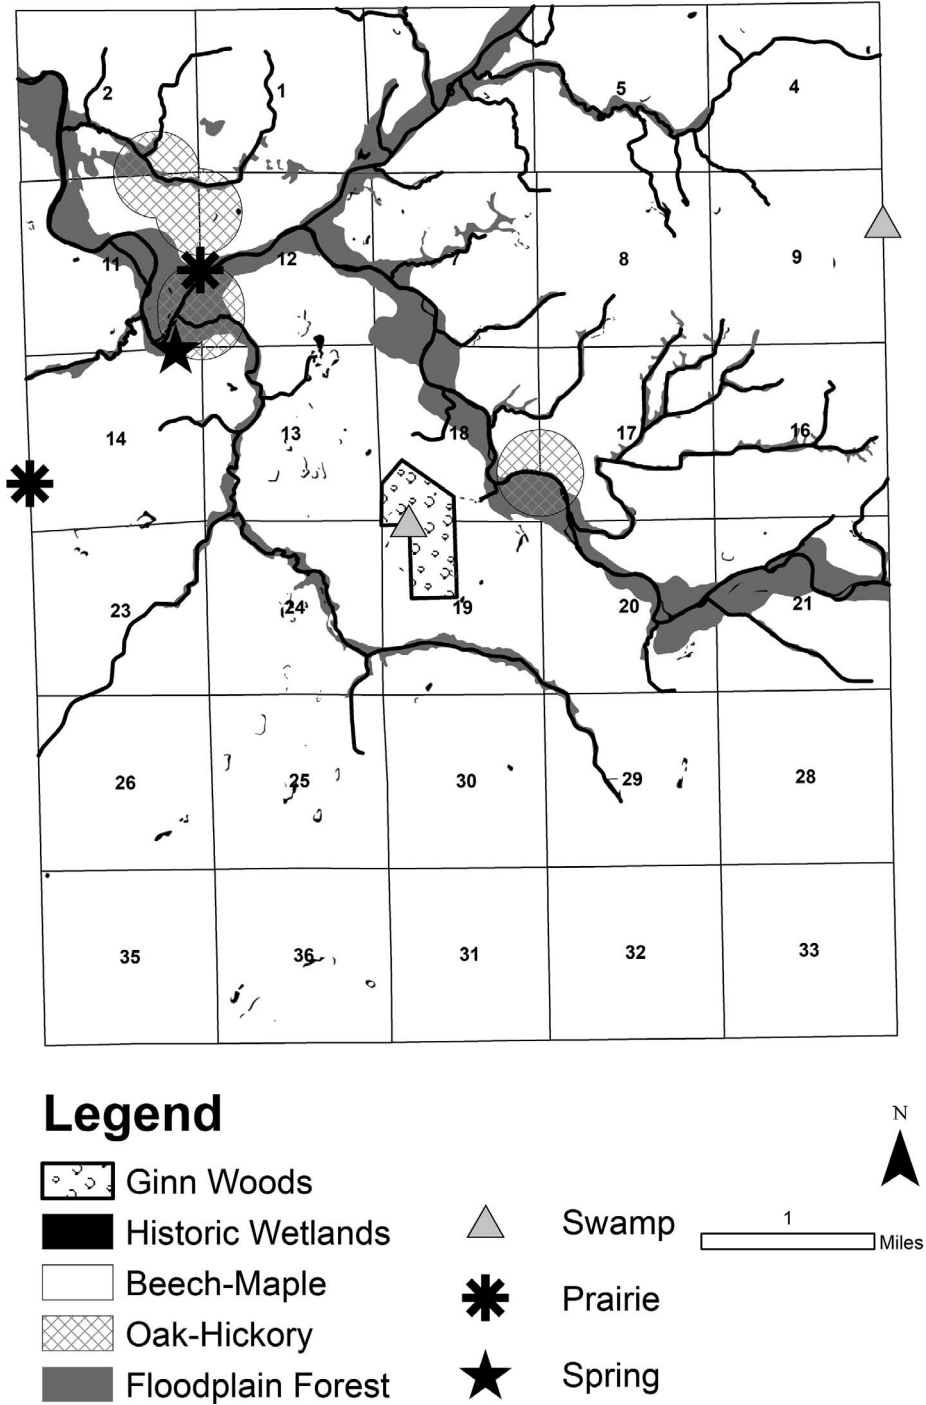 2 1 6 5 4
11 12 7 8 9
14 13 18 17 16
23 24 19 20 21
26 25 30 29 28
35 36 31 32 33
Legend
Ginn Woods
Historic Wetlands
Beech-Maple
Oak-Hickory
Floodplain Forest
Swamp
Prairie
Spring
N
1
Miles